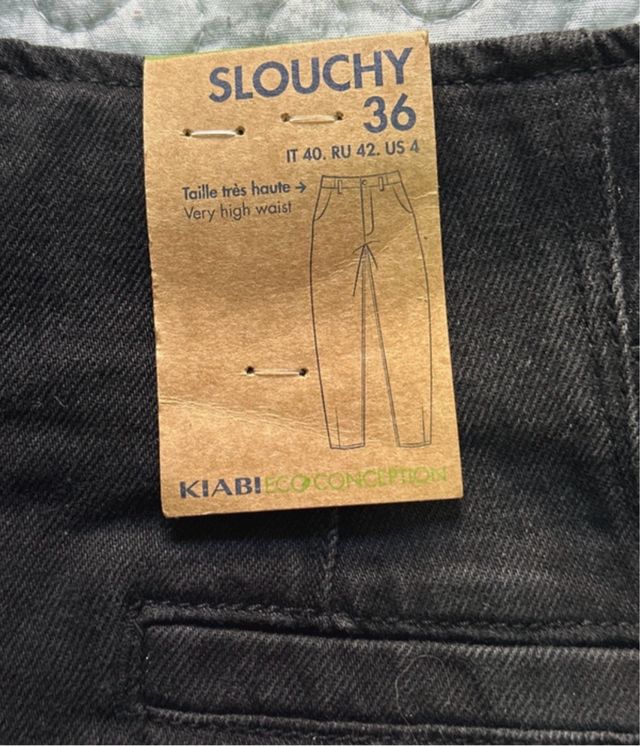 SLOUCHY
36
IT 40. RU 42. US 4
Taille très haute →
Very high waist
KIABI ECO CONCEPTION